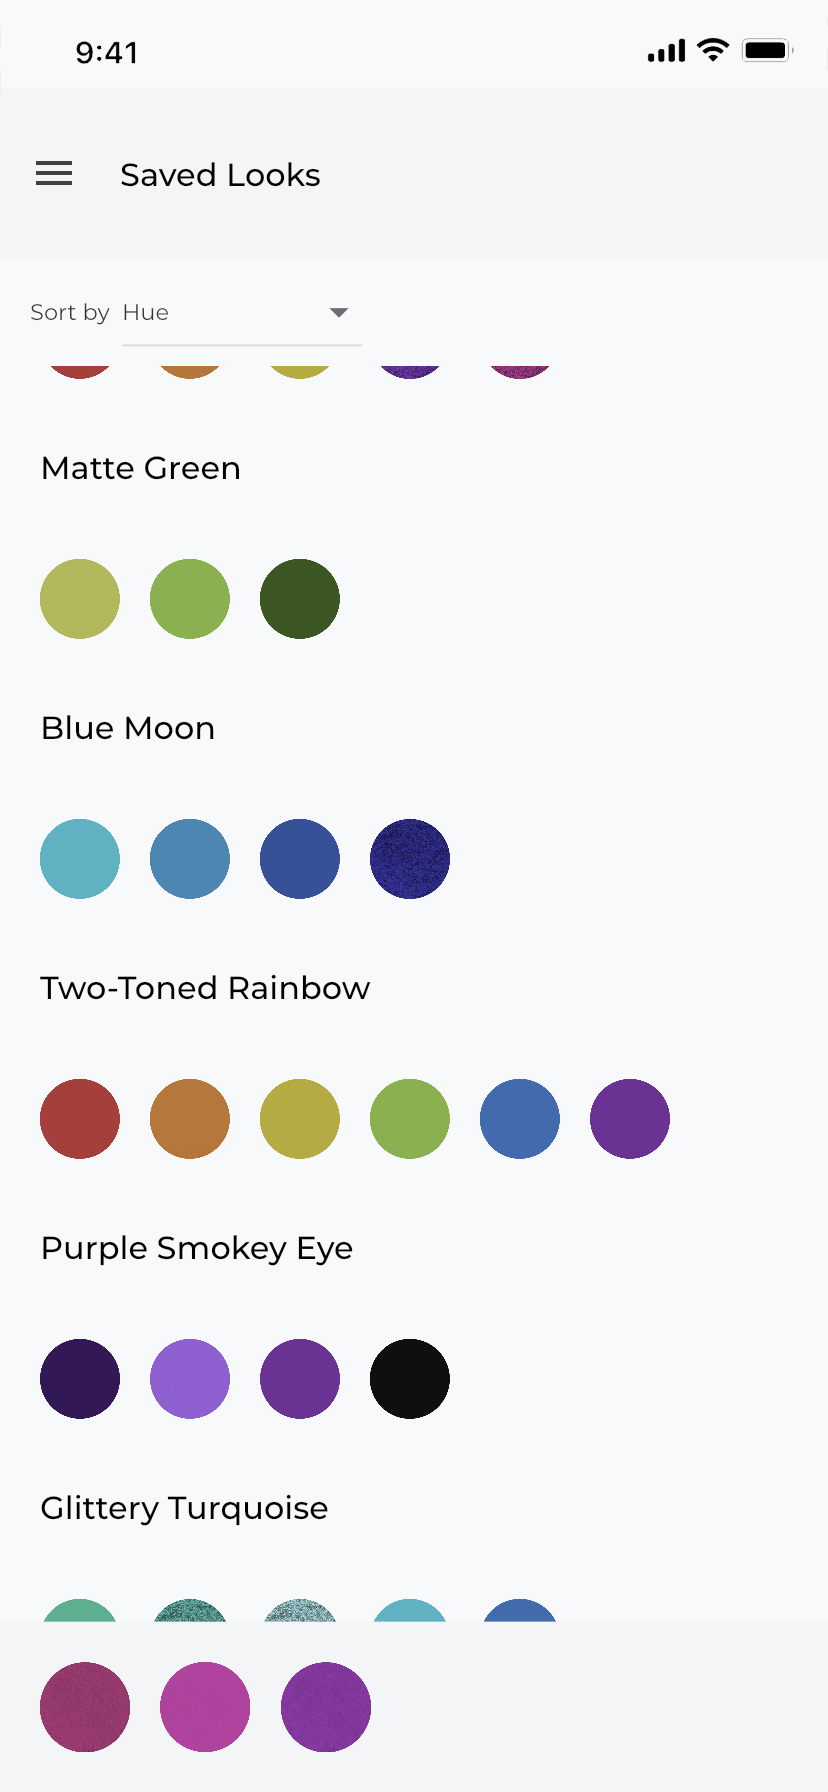 9:41
Saved Looks
Sort by Hue
Matte Green
Blue Moon
Two-Toned Rainbow
Purple Smokey Eye
Glittery Turquoise